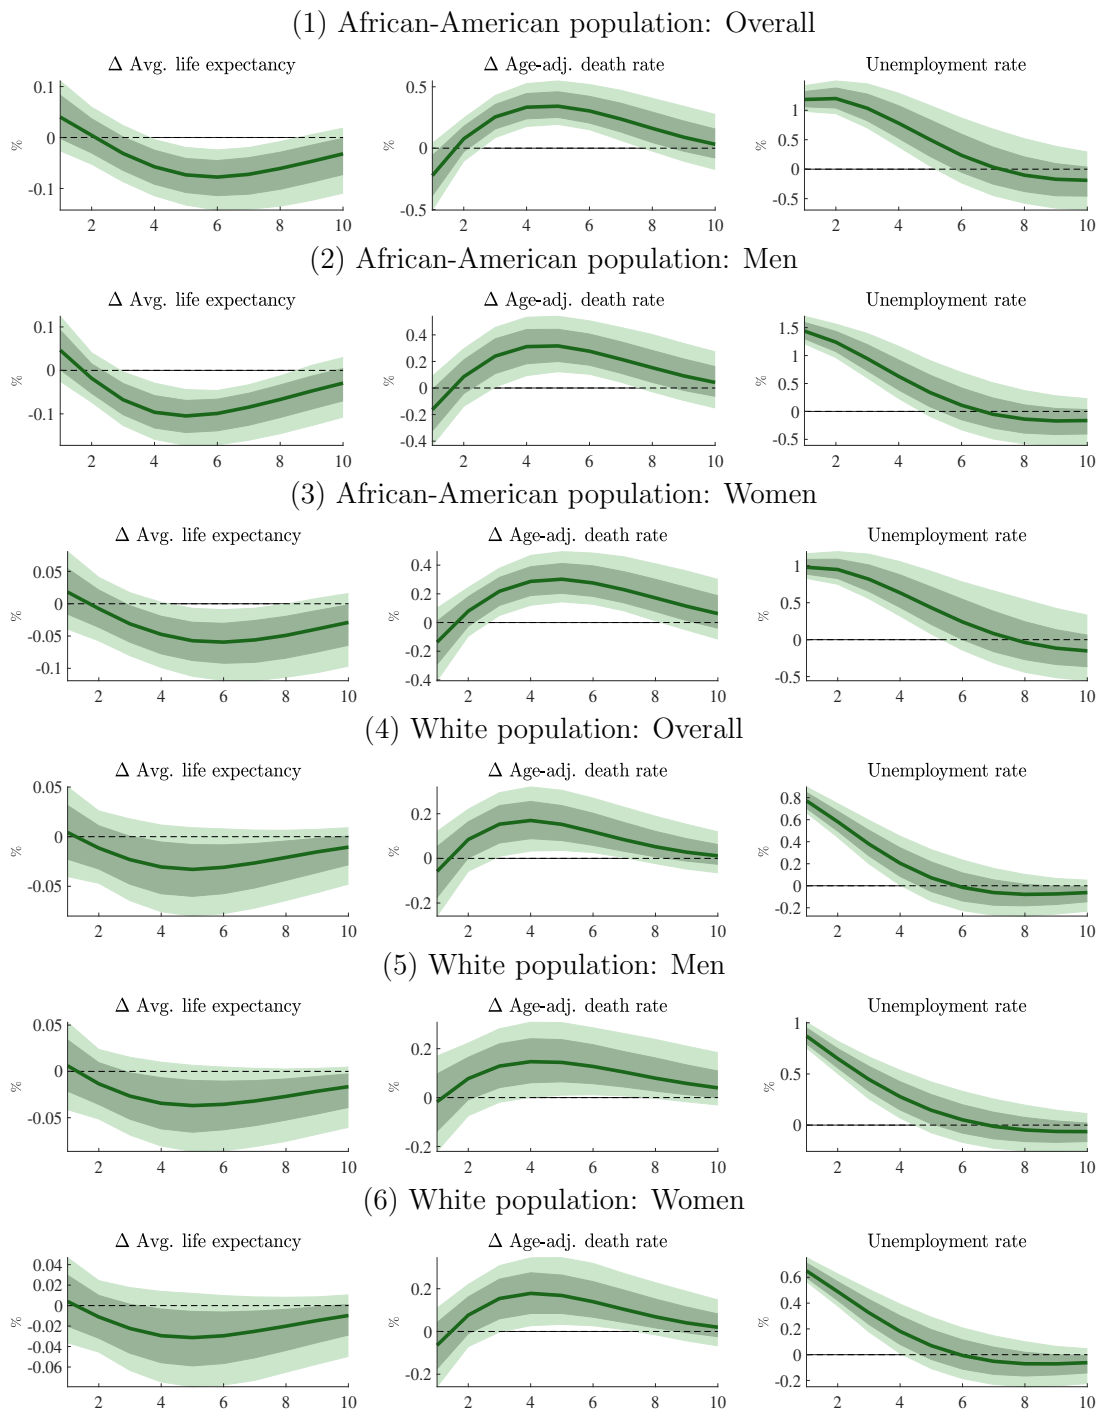 (1) African-American population: Overall
Δ Avg. life expectancy Δ Age-adj. death rate Unemployment rate
0.1 0 -0.1 % 2 4 6 8 10
0.5 0 -0.5 % 2 4 6 8 10
1 0.5 0 -0.5 % 2 4 6 8 10
(2) African-American population: Men
Δ Avg. life expectancy Δ Age-adj. death rate Unemployment rate
0.1 0 -0.1 % 2 4 6 8 10
0.4 0.2 0 -0.2 -0.4 % 2 4 6 8 10
1.5 1 0.5 0 -0.5 % 2 4 6 8 10
(3) African-American population: Women
Δ Avg. life expectancy Δ Age-adj. death rate Unemployment rate
0.05 0 -0.05 -0.1 % 2 4 6 8 10
0.4 0.2 0 -0.2 -0.4 % 2 4 6 8 10
1 0.5 0 -0.5 % 2 4 6 8 10
(4) White population: Overall
Δ Avg. life expectancy Δ Age-adj. death rate Unemployment rate
0.05 0 -0.05 % 2 4 6 8 10
0.2 0 -0.2 % 2 4 6 8 10
0.8 0.6 0.4 0.2 0 -0.2 % 2 4 6 8 10
(5) White population: Men
Δ Avg. life expectancy Δ Age-adj. death rate Unemployment rate
0.05 0 -0.05 % 2 4 6 8 10
0.2 0 -0.2 % 2 4 6 8 10
1 0.5 0 % 2 4 6 8 10
(6) White population: Women
Δ Avg. life expectancy Δ Age-adj. death rate Unemployment rate
0.04 0.02 0 -0.02 -0.04 -0.06 % 2 4 6 8 10
0.2 0 -0.2 % 2 4 6 8 10
0.6 0.4 0.2 0 -0.2 % 2 4 6 8 10